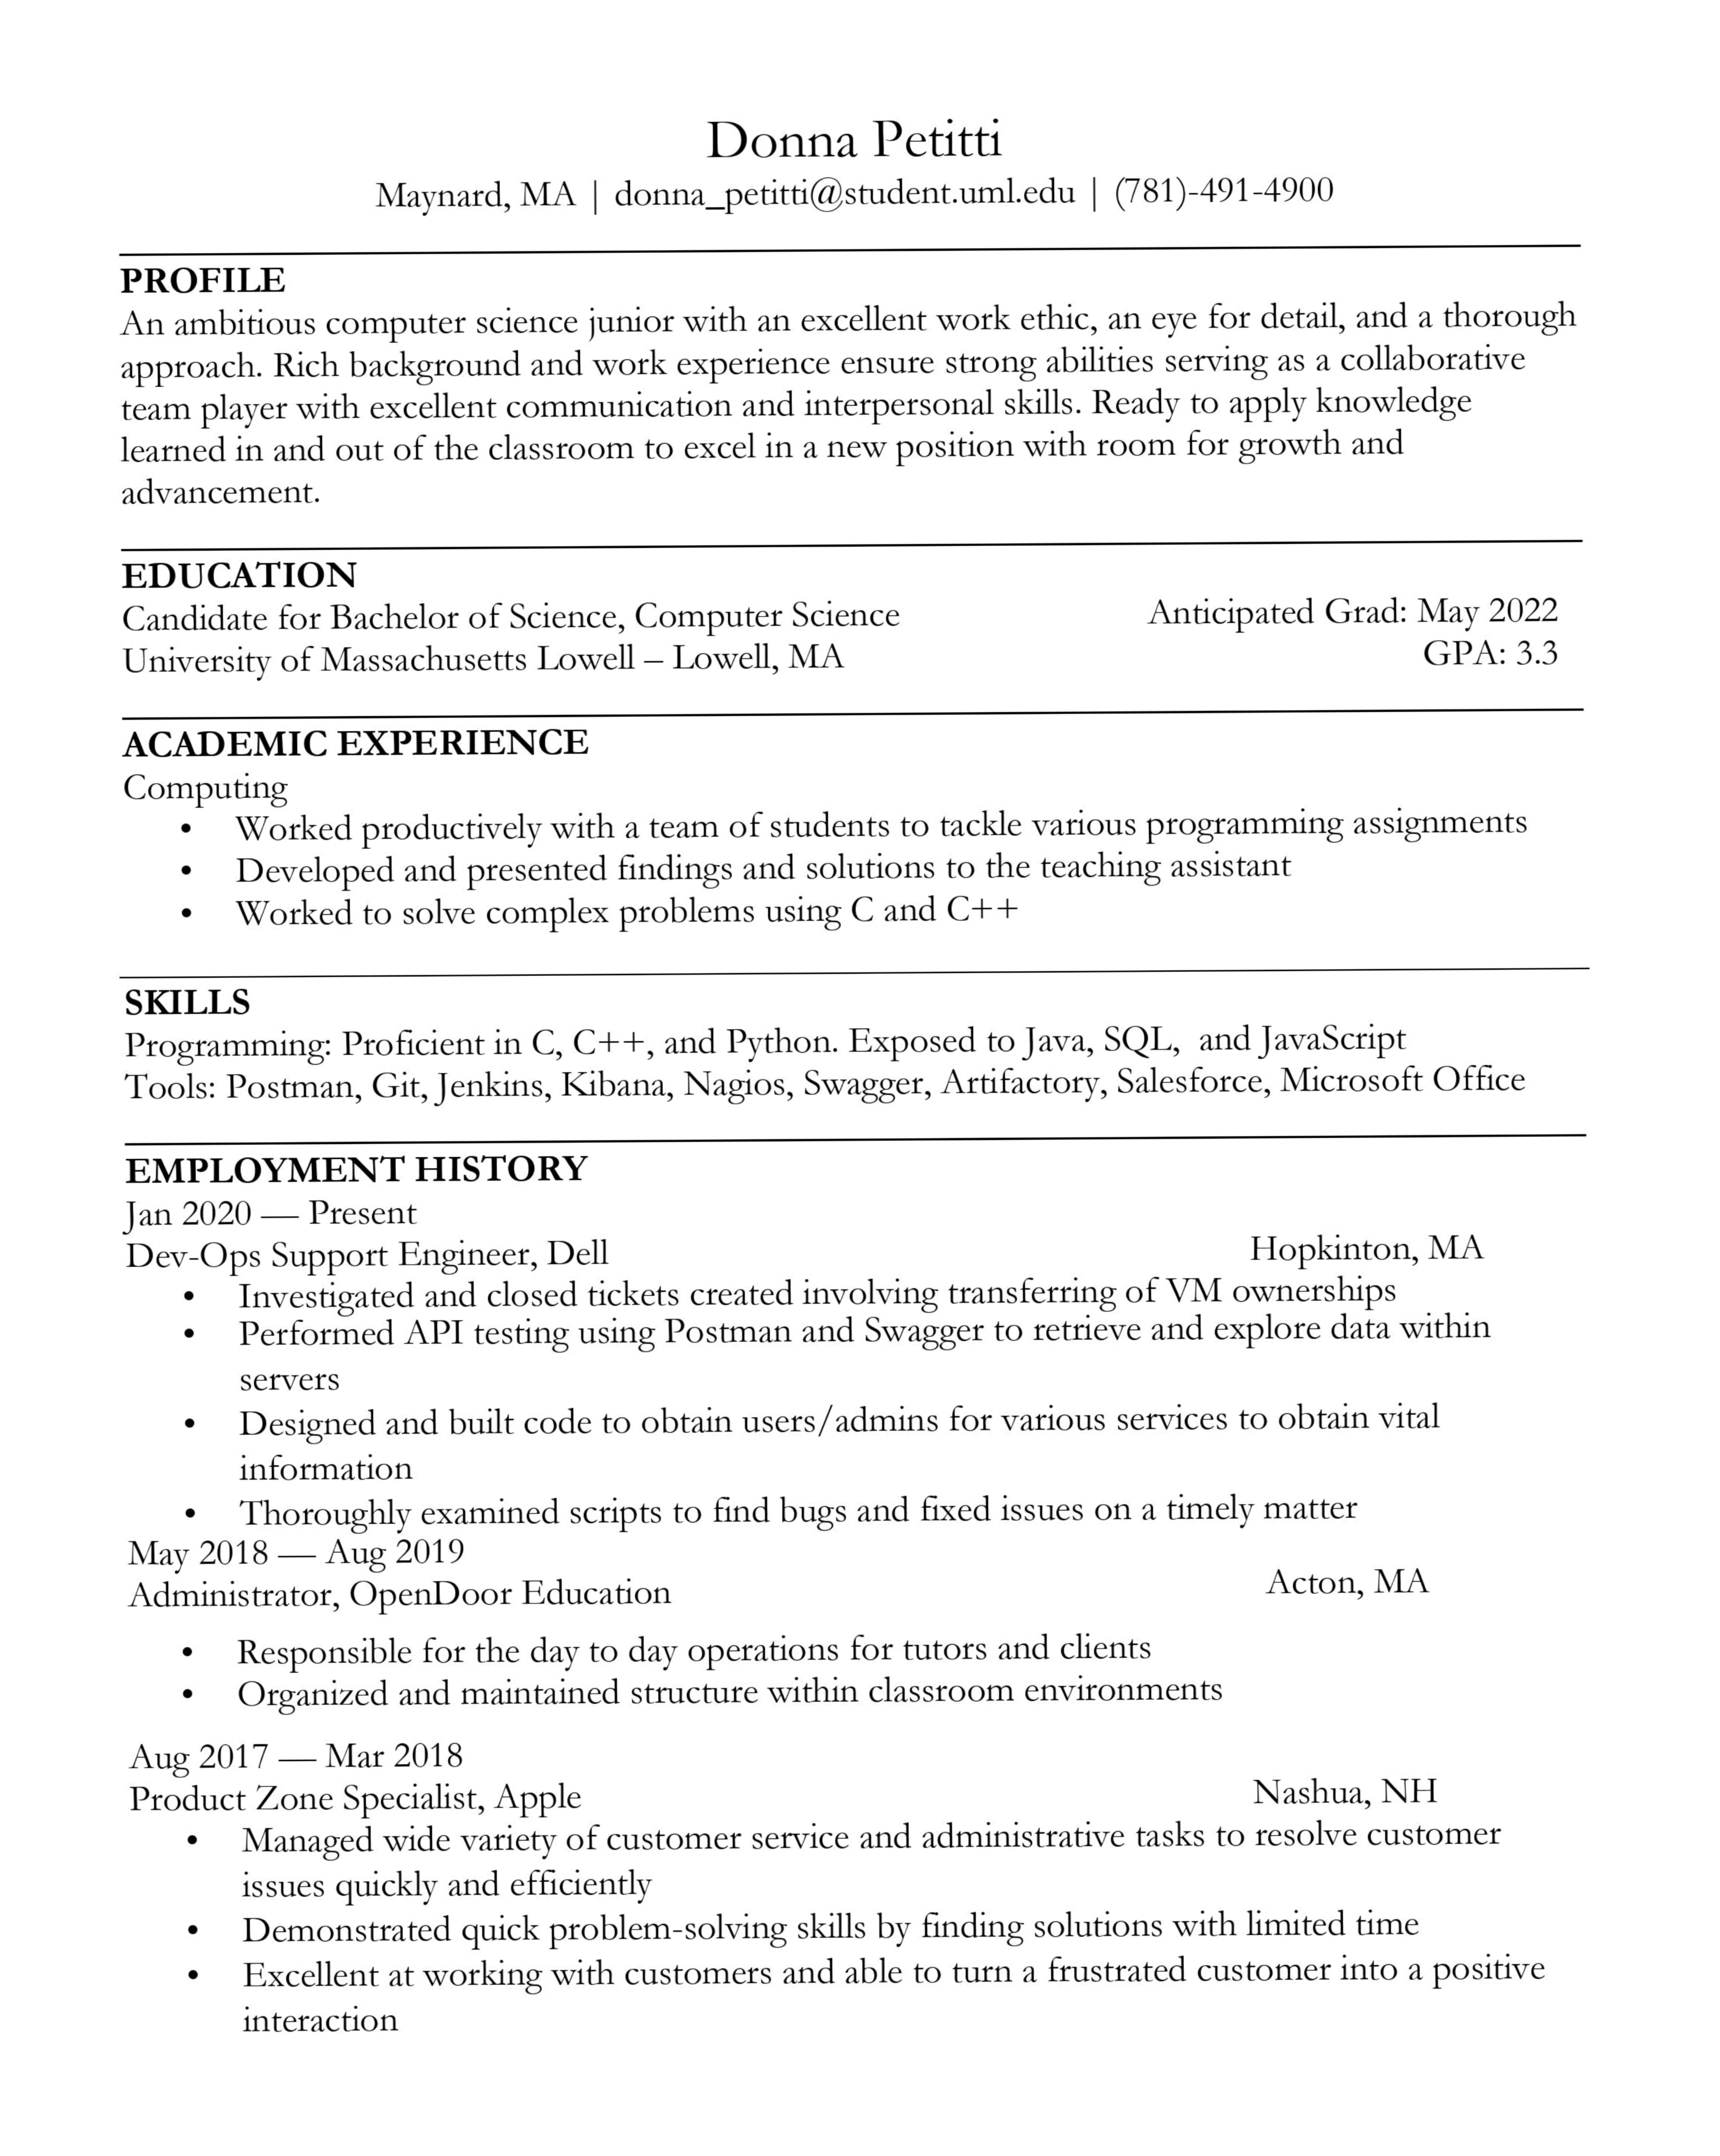 Donna Petitti
Maynard, MA | donna_petitti@student.uml.edu | (781)-491-4900
PROFILE
An ambitious computer science junior with an excellent work ethic, an eye for detail, and a thorough
approach. Rich background and work experience ensure strong abilities serving as a collaborative
team player with excellent communication and interpersonal skills. Ready to apply knowledge
learned in and out of the classroom to excel in a new position with room for growth and
advancement.
EDUCATION
Candidate for Bachelor of Science, Computer Science Anticipated Grad: May 2022
University of Massachusetts Lowell – Lowell, MA GPA: 3.3
ACADEMIC EXPERIENCE
Computing
• Worked productively with a team of students to tackle various programming assignments
• Developed and presented findings and solutions to the teaching assistant
• Worked to solve complex problems using C and C++
SKILLS
Programming: Proficient in C, C++, and Python. Exposed to Java, SQL, and JavaScript
Tools: Postman, Git, Jenkins, Kibana, Nagios, Swagger, Artifactory, Salesforce, Microsoft Office
EMPLOYMENT HISTORY
Jan 2020 — Present
Dev-Ops Support Engineer, Dell Hopkinton, MA
• Investigated and closed tickets created involving transferring of VM ownerships
• Performed API testing using Postman and Swagger to retrieve and explore data within
servers
• Designed and built code to obtain users/admins for various services to obtain vital
information
• Thoroughly examined scripts to find bugs and fixed issues on a timely matter
May 2018 — Aug 2019
Administrator, OpenDoor Education Acton, MA
• Responsible for the day to day operations for tutors and clients
• Organized and maintained structure within classroom environments
Aug 2017 — Mar 2018
Product Zone Specialist, Apple Nashua, NH
• Managed wide variety of customer service and administrative tasks to resolve customer
issues quickly and efficiently
• Demonstrated quick problem-solving skills by finding solutions with limited time
• Excellent at working with customers and able to turn a frustrated customer into a positive
interaction